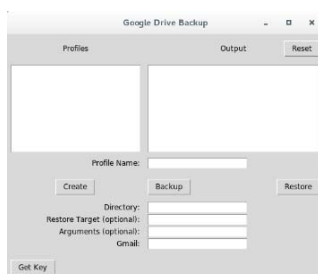 Google Drive Backup
Profiles Output Reset
Profile Name:
Create Backup Restore
Directory:
Restore Target (optional):
Arguments (optional):
Gmail:
Get Key